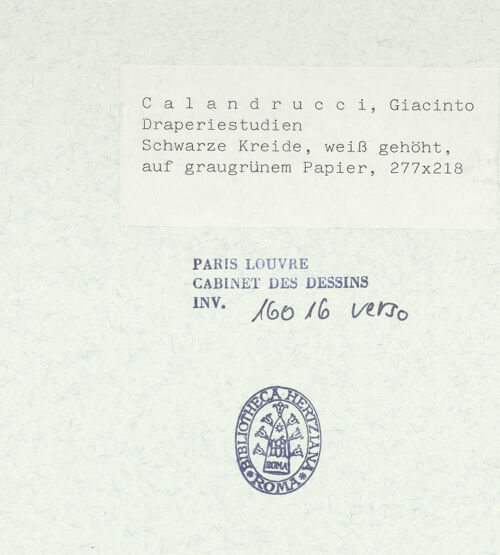 Calandrucci, Giacinto
Draperiestudien
Schwarze Kreide, weiß gehöht,
auf graugrünem Papier, 277x218
PARIS LOUVRE
CABINET DES DESSINS
INV. 16016 verso
BIBLIOTHECA HERTZIANA
ROMA
ROMA